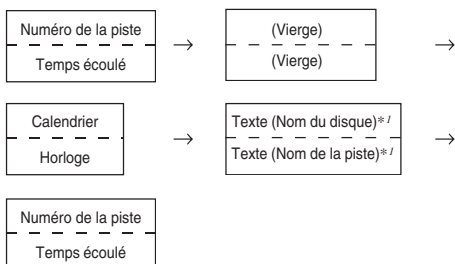 Numéro de la piste
Temps écoulé
→
(Vierge)
(Vierge)
→
Calendrier
Horloge
→
Texte (Nom du disque)*1
Texte (Nom de la piste)*1
→
Numéro de la piste
Temps écoulé